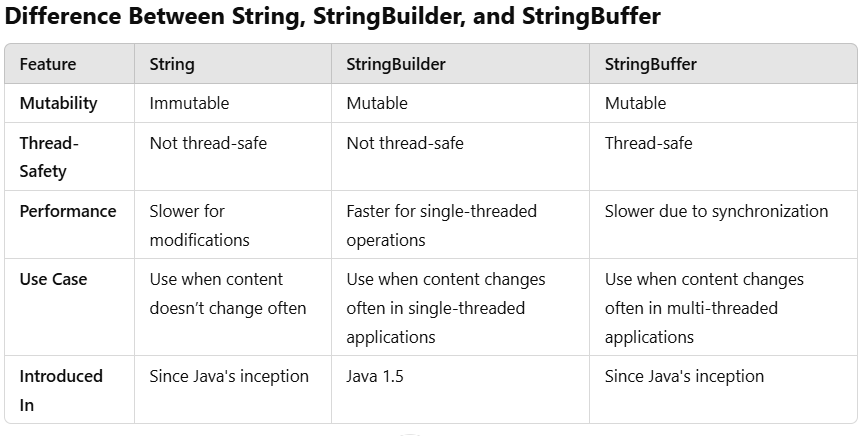 Difference Between String, StringBuilder, and StringBuffer
Feature String StringBuilder StringBuffer
Mutability Immutable Mutable Mutable
Thread- Not thread-safe Not thread-safe Thread-safe
Safety
Performance Slower for Faster for single-threaded Slower due to synchronization
modifications operations
Use Case Use when content Use when content changes Use when content changes
doesn't change often often in single-threaded often in multi-threaded
applications applications
Introduced Since Java's inception Java 1.5 Since Java's inception
In